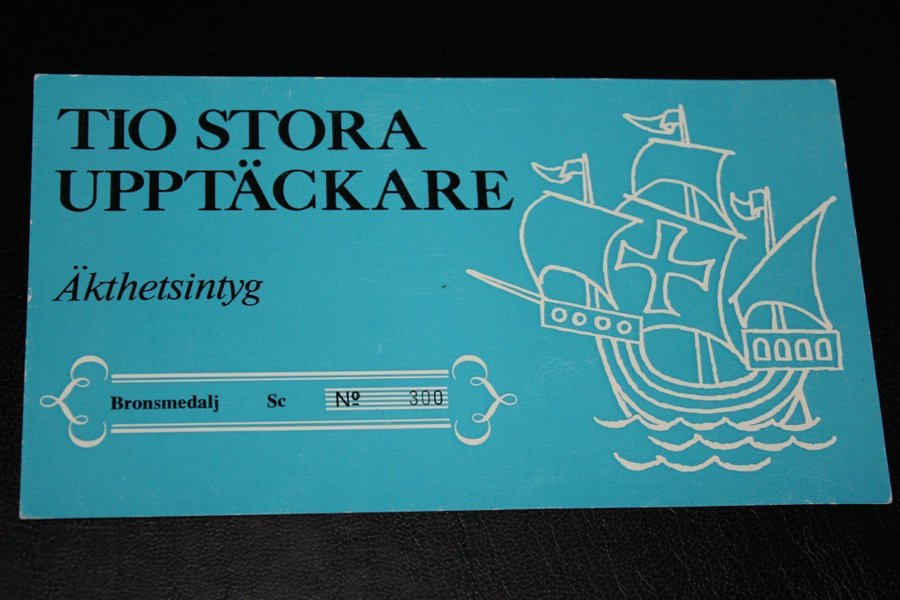 TIO STORA
UPPTÄCKARE
Äkthetsintyg
Bronsmedalj Sc Nº 300